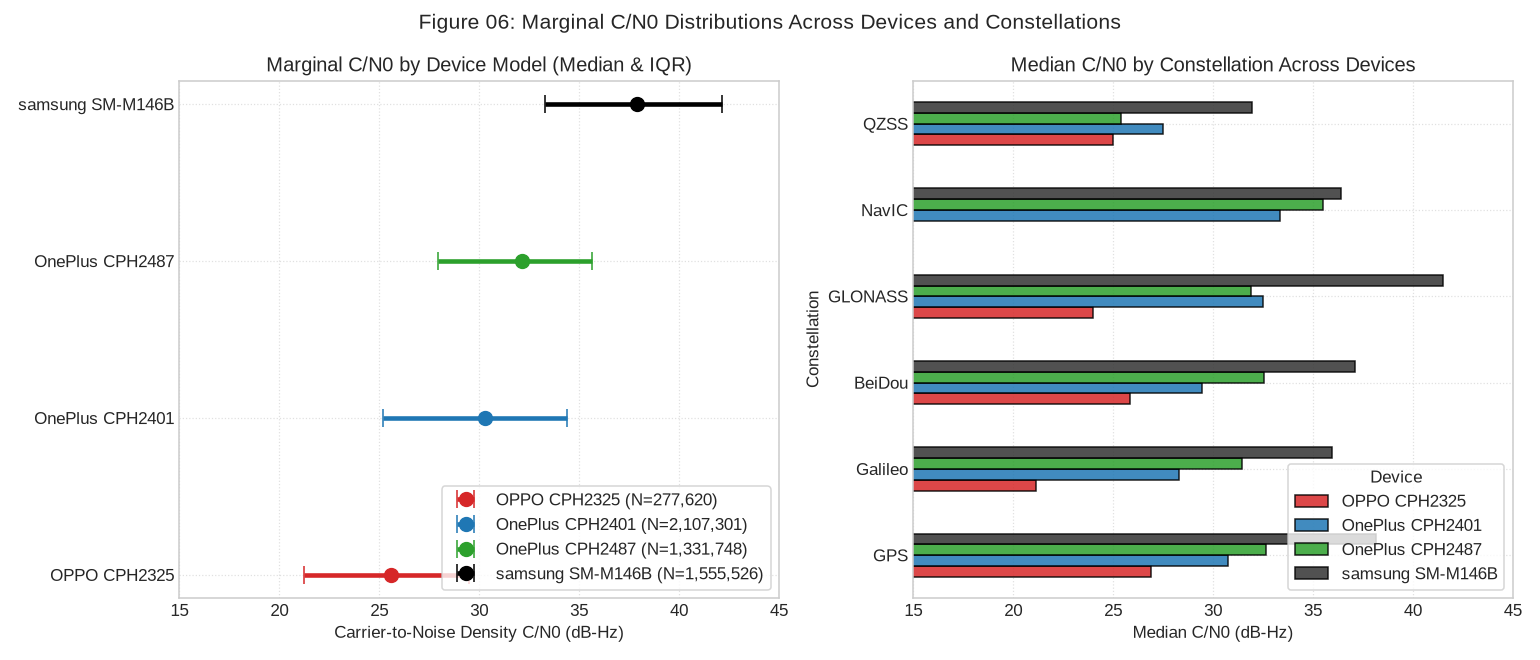 Figure 06: Marginal C/N0 Distributions Across Devices and Constellations
Marginal C/N0 by Device Model (Median & IQR)
samsung SM-M146B
OnePlus CPH2487
OnePlus CPH2401
OPPO CPH2325
OPPO CPH2325 (N=277,620)
OnePlus CPH2401 (N=2,107,301)
OnePlus CPH2487 (N=1,331,748)
samsung SM-M146B (N=1,555,526)
15 20 25 30 35 40 45
Carrier-to-Noise Density C/N0 (dB-Hz)
Median C/N0 by Constellation Across Devices
Constellation
QZSS
NavIC
GLONASS
BeiDou
Galileo
GPS
Device
OPPO CPH2325
OnePlus CPH2401
OnePlus CPH2487
samsung SM-M146B
15 20 25 30 35 40 45
Median C/N0 (dB-Hz)